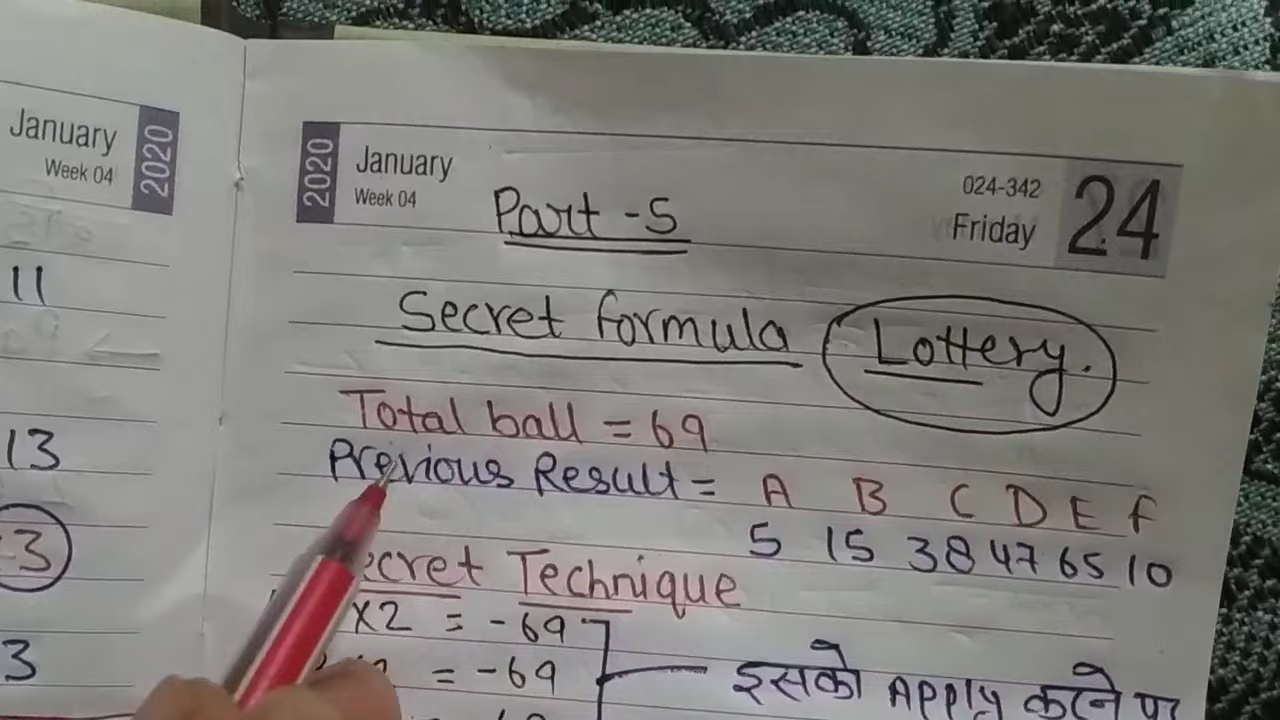 January
Week 04
2020
11
13
3
3
2020
January
Week 04
024-342
Friday
24
Part -5
Secret formula Lottery.
Total ball = 69
Previous Result = A B C D E F
5 15 38 47 65 10
Technique
X2 = -69
= -69
इसको Apply करने पर